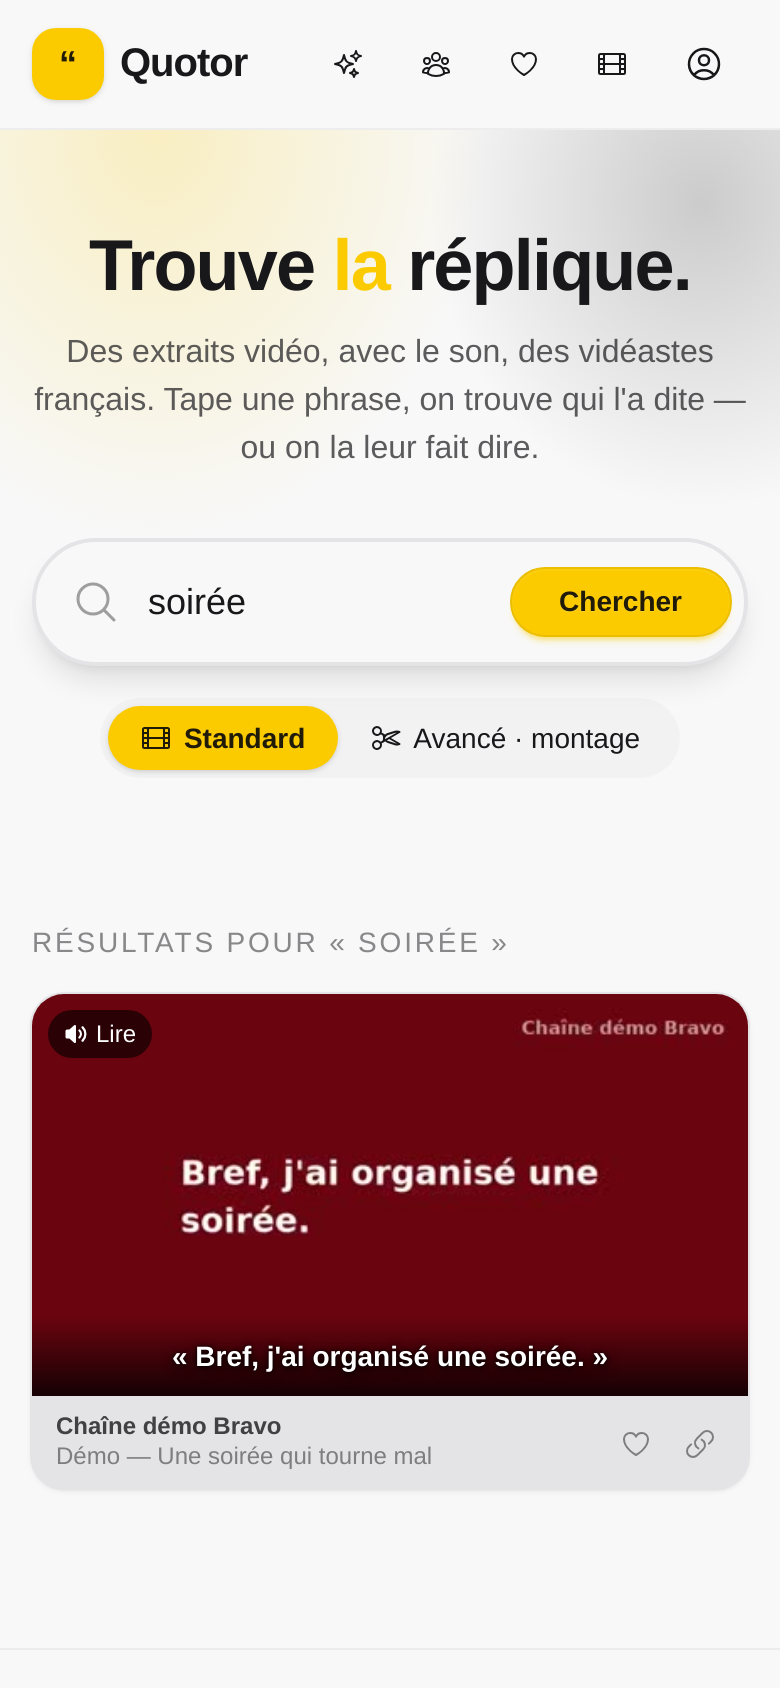 “
Quotor
Trouve la réplique.
Des extraits vidéo, avec le son, des vidéastes
français. Tape une phrase, on trouve qui l'a dite —
ou on la leur fait dire.
soirée
Chercher
Standard
Avancé · montage
RÉSULTATS POUR « SOIRÉE »
Lire
Chaîne démo Bravo
Bref, j'ai organisé une
soirée.
« Bref, j'ai organisé une soirée. »
Chaîne démo Bravo
Démo — Une soirée qui tourne mal